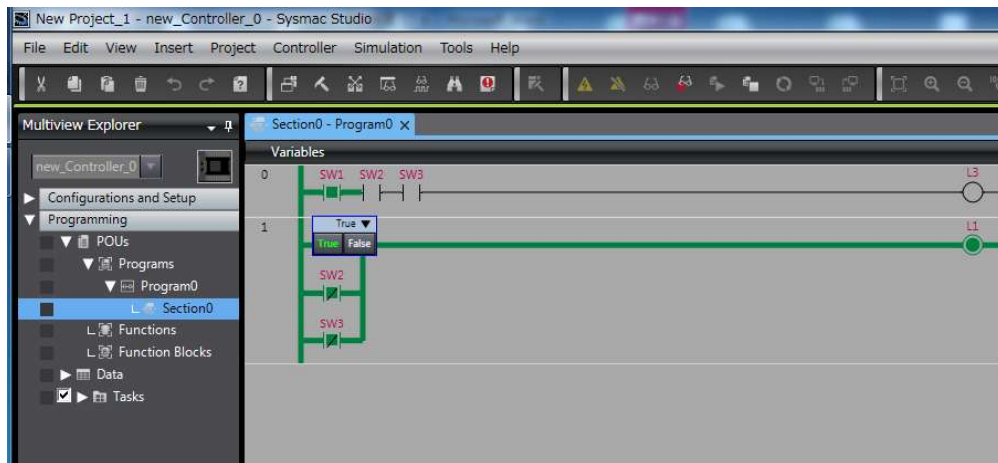 New Project_1 - new_Controller_0 - Sysmac Studio
File Edit View Insert Project Controller Simulation Tools Help
Multiview Explorer
new_Controller_0
Configurations and Setup
Programming
POUs
Programs
Program0
Section0
Functions
Function Blocks
Data
Tasks
Section0 - Program0
Variables
0
SW1 SW2 SW3
L3
1
True
True False
L1
SW2
SW3